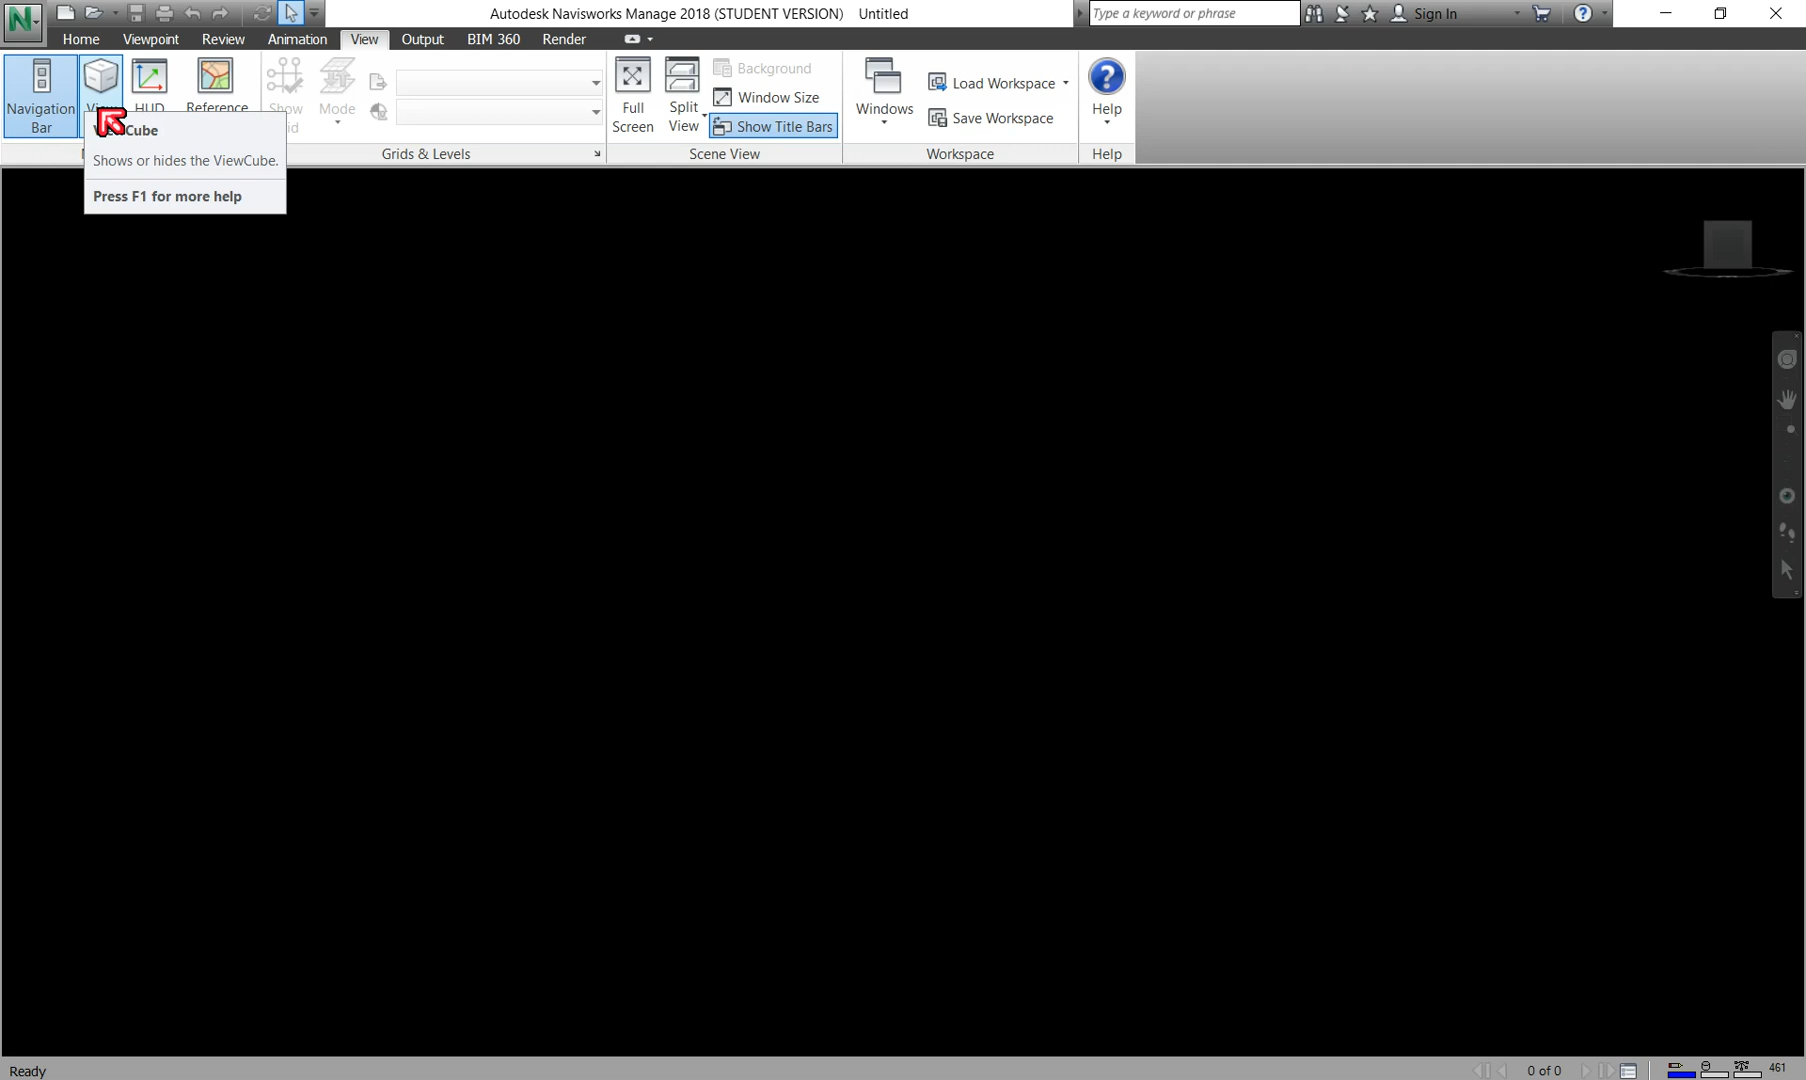 Autodesk Navisworks Manage 2018 (STUDENT VERSION) Untitled
Type a keyword or phrase
Sign In
Home Viewpoint Review Animation View Output BIM 360 Render
Navigation
Bar
HUD
Reference
Show
Mode
Full
Screen
Split
View
Background
Window Size
Show Title Bars
Windows
Load Workspace
Save Workspace
Help
Grids & Levels
Scene View
Workspace
Help
Shows or hides the ViewCube.
Press F1 for more help
Ready
0 of 0
461